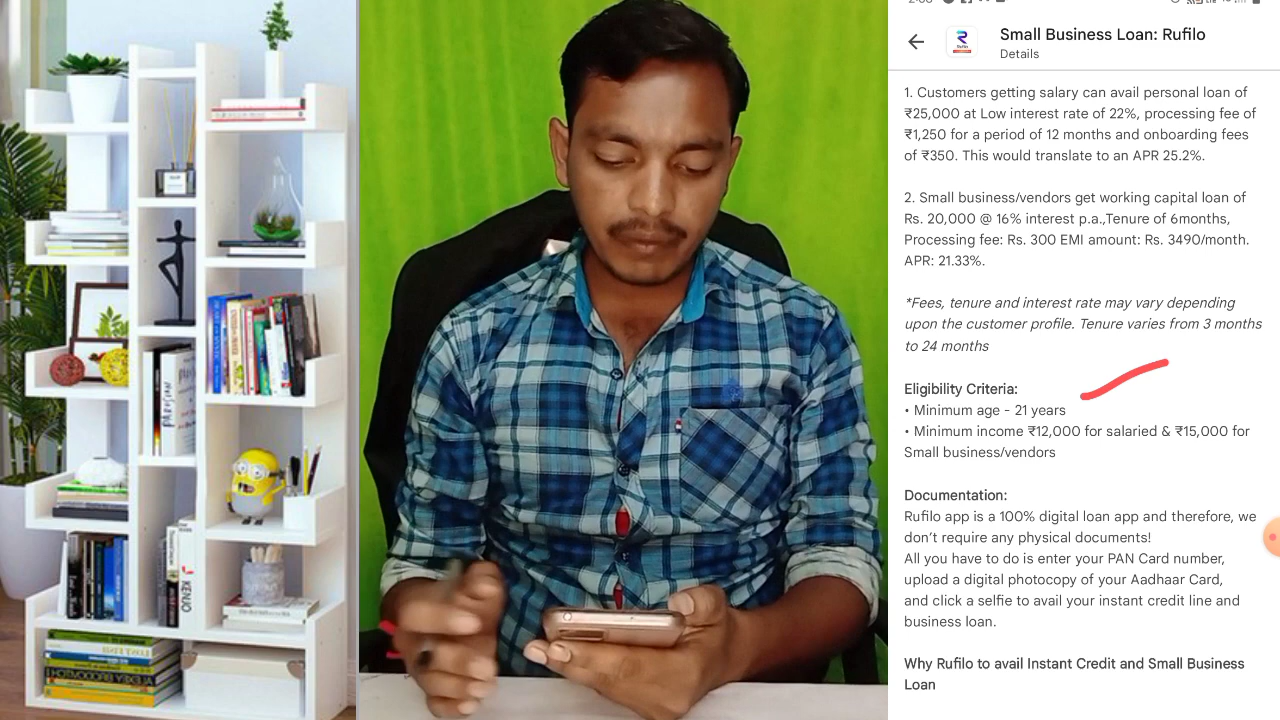 Small Business Loan: Rufilo
Details
1. Customers getting salary can avail personal loan of
₹25,000 at Low interest rate of 22%, processing fee of
₹1,250 for a period of 12 months and onboarding fees
of ₹350. This would translate to an APR 25.2%.
2. Small business/vendors get working capital loan of
Rs. 20,000 @ 16% interest p.a.,Tenure of 6months,
Processing fee: Rs. 300 EMI amount: Rs. 3490/month.
APR: 21.33%.
*Fees, tenure and interest rate may vary depending
upon the customer profile. Tenure varies from 3 months
to 24 months
Eligibility Criteria:
• Minimum age - 21 years
• Minimum income ₹12,000 for salaried & ₹15,000 for
Small business/vendors
Documentation:
Rufilo app is a 100% digital loan app and therefore, we
don’t require any physical documents!
All you have to do is enter your PAN Card number,
upload a digital photocopy of your Aadhaar Card,
and click a selfie to avail your instant credit line and
business loan.
Why Rufilo to avail Instant Credit and Small Business
Loan